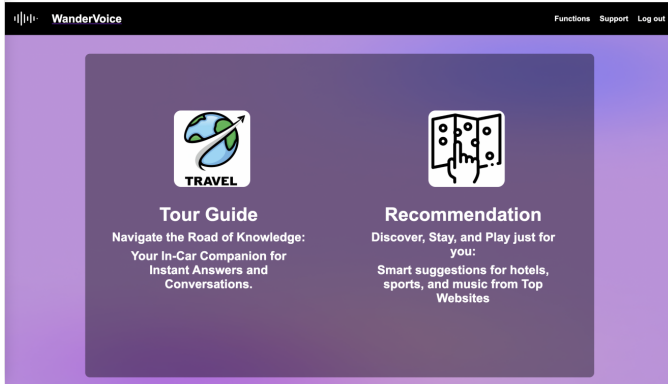 WanderVoice
Functions Support Log out
TRAVEL
Tour Guide
Navigate the Road of Knowledge:
Your In-Car Companion for
Instant Answers and
Conversations.
Recommendation
Discover, Stay, and Play just for
you:
Smart suggestions for hotels,
sports, and music from Top
Websites